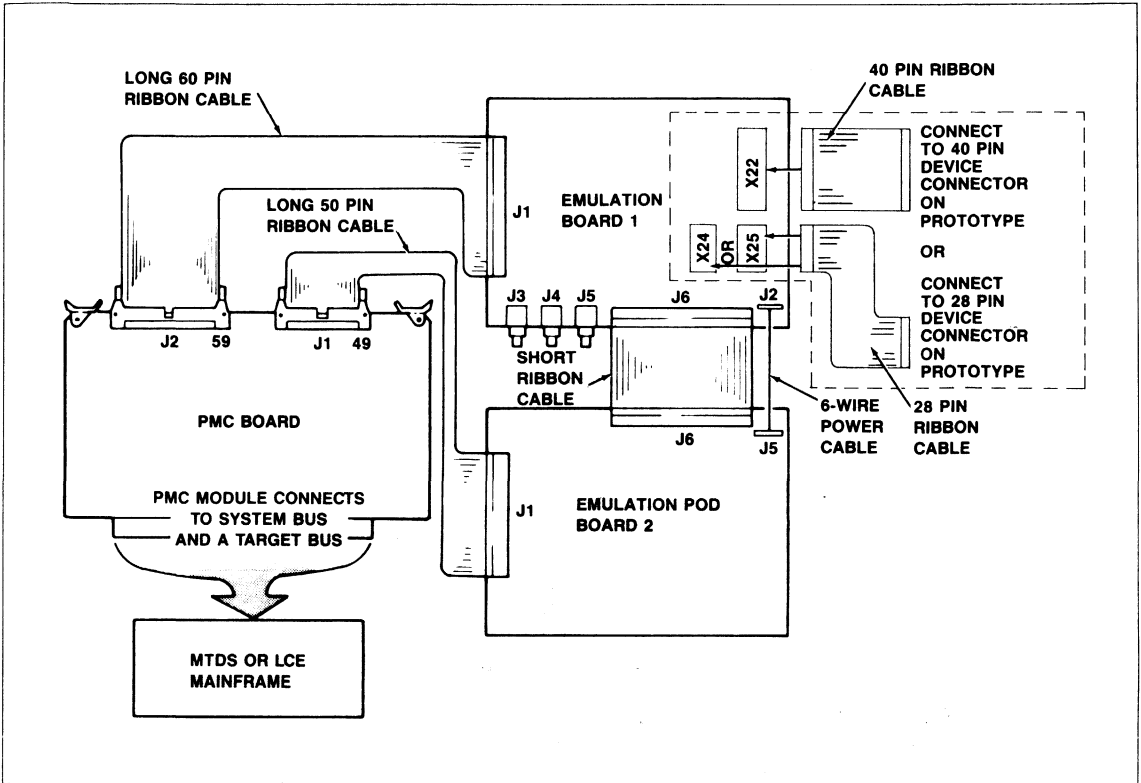 LONG 60 PIN
RIBBON CABLE
40 PIN RIBBON
CABLE
LONG 50 PIN
RIBBON CABLE
J1
EMULATION
BOARD 1
X22
X24
OR
X25
CONNECT
TO 40 PIN
DEVICE
CONNECTOR
ON
PROTOTYPE
OR
CONNECT
TO 28 PIN
DEVICE
CONNECTOR
ON
PROTOTYPE
J3
J4
J5
J6
J2
J2
59
J1
49
SHORT
RIBBON
CABLE
6-WIRE
POWER
CABLE
28 PIN
RIBBON
CABLE
PMC BOARD
J6
J5
PMC MODULE CONNECTS
TO SYSTEM BUS
AND A TARGET BUS
J1
EMULATION POD
BOARD 2
MTDS OR LCE
MAINFRAME